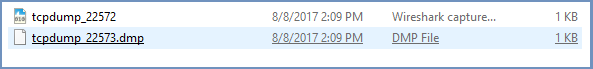 tcpdump_22572 8/8/2017 2:09 PM Wireshark capture... 1 KB
tcpdump_22573.dmp 8/8/2017 2:09 PM DMP File 1 KB